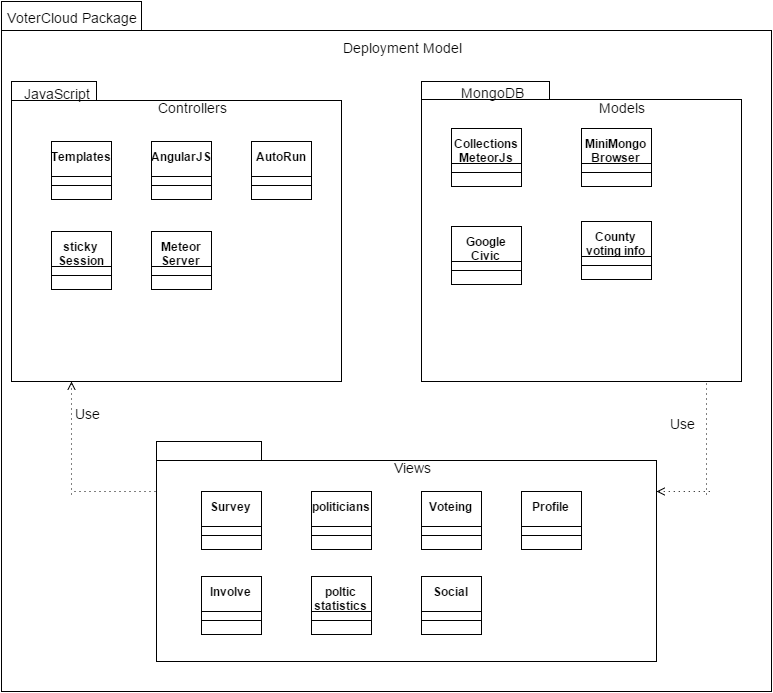 VoterCloud Package
Deployment Model
JavaScript
Controllers
Templates
AngularJS
AutoRun
sticky
Session
Meteor
Server
MongoDB
Models
Collections
MeteorJs
MiniMongo
Browser
Google
Civic
County
voting info
Use
Use
Views
Survey
politicians
Voteing
Profile
Involve
poltic
statistics
Social